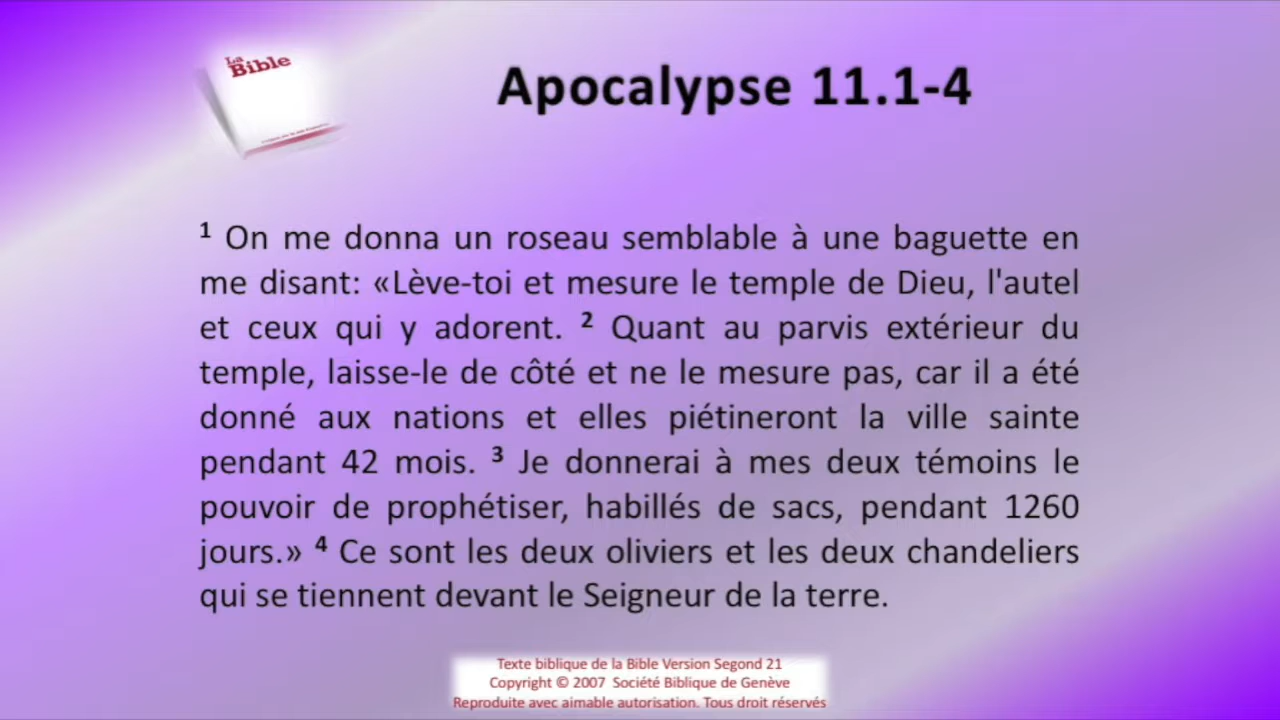 La
Bible
Apocalypse 11.1-4
1 On me donna un roseau semblable à une baguette en
me disant: «Lève-toi et mesure le temple de Dieu, l'autel
et ceux qui y adorent. 2 Quant au parvis extérieur du
temple, laisse-le de côté et ne le mesure pas, car il a été
donné aux nations et elles piétineront la ville sainte
pendant 42 mois. 3 Je donnerai à mes deux témoins le
pouvoir de prophétiser, habillés de sacs, pendant 1260
jours.» 4 Ce sont les deux oliviers et les deux chandeliers
qui se tiennent devant le Seigneur de la terre.
Texte biblique de la Bible Version Segond 21
Copyright © 2007 Société Biblique de Genève
Reproduite avec aimable autorisation. Tous droit réservés